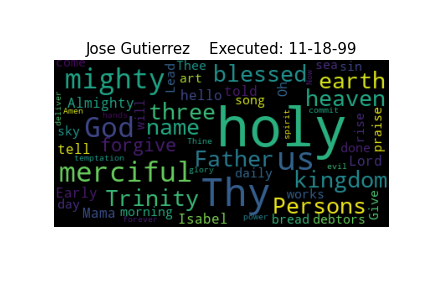 Jose Gutierrez    Executed: 11-18-99
come
Thee
sea
sin
mighty
Lead
art
blessed
Oh
earth
now
deliver
Almighty
hello
told
song
heaven
Amen
hands
will
three
God
name
sky
spirit
holy
commit
rise
praise
tell
forgive
Thine
us
done
temptation
Father
evil
Lord
merciful
glory
daily
kingdom
Early
Trinity
Thy
works
Give
day
Mama
morning
Isabel
power
Persons
forever
bread
debtors